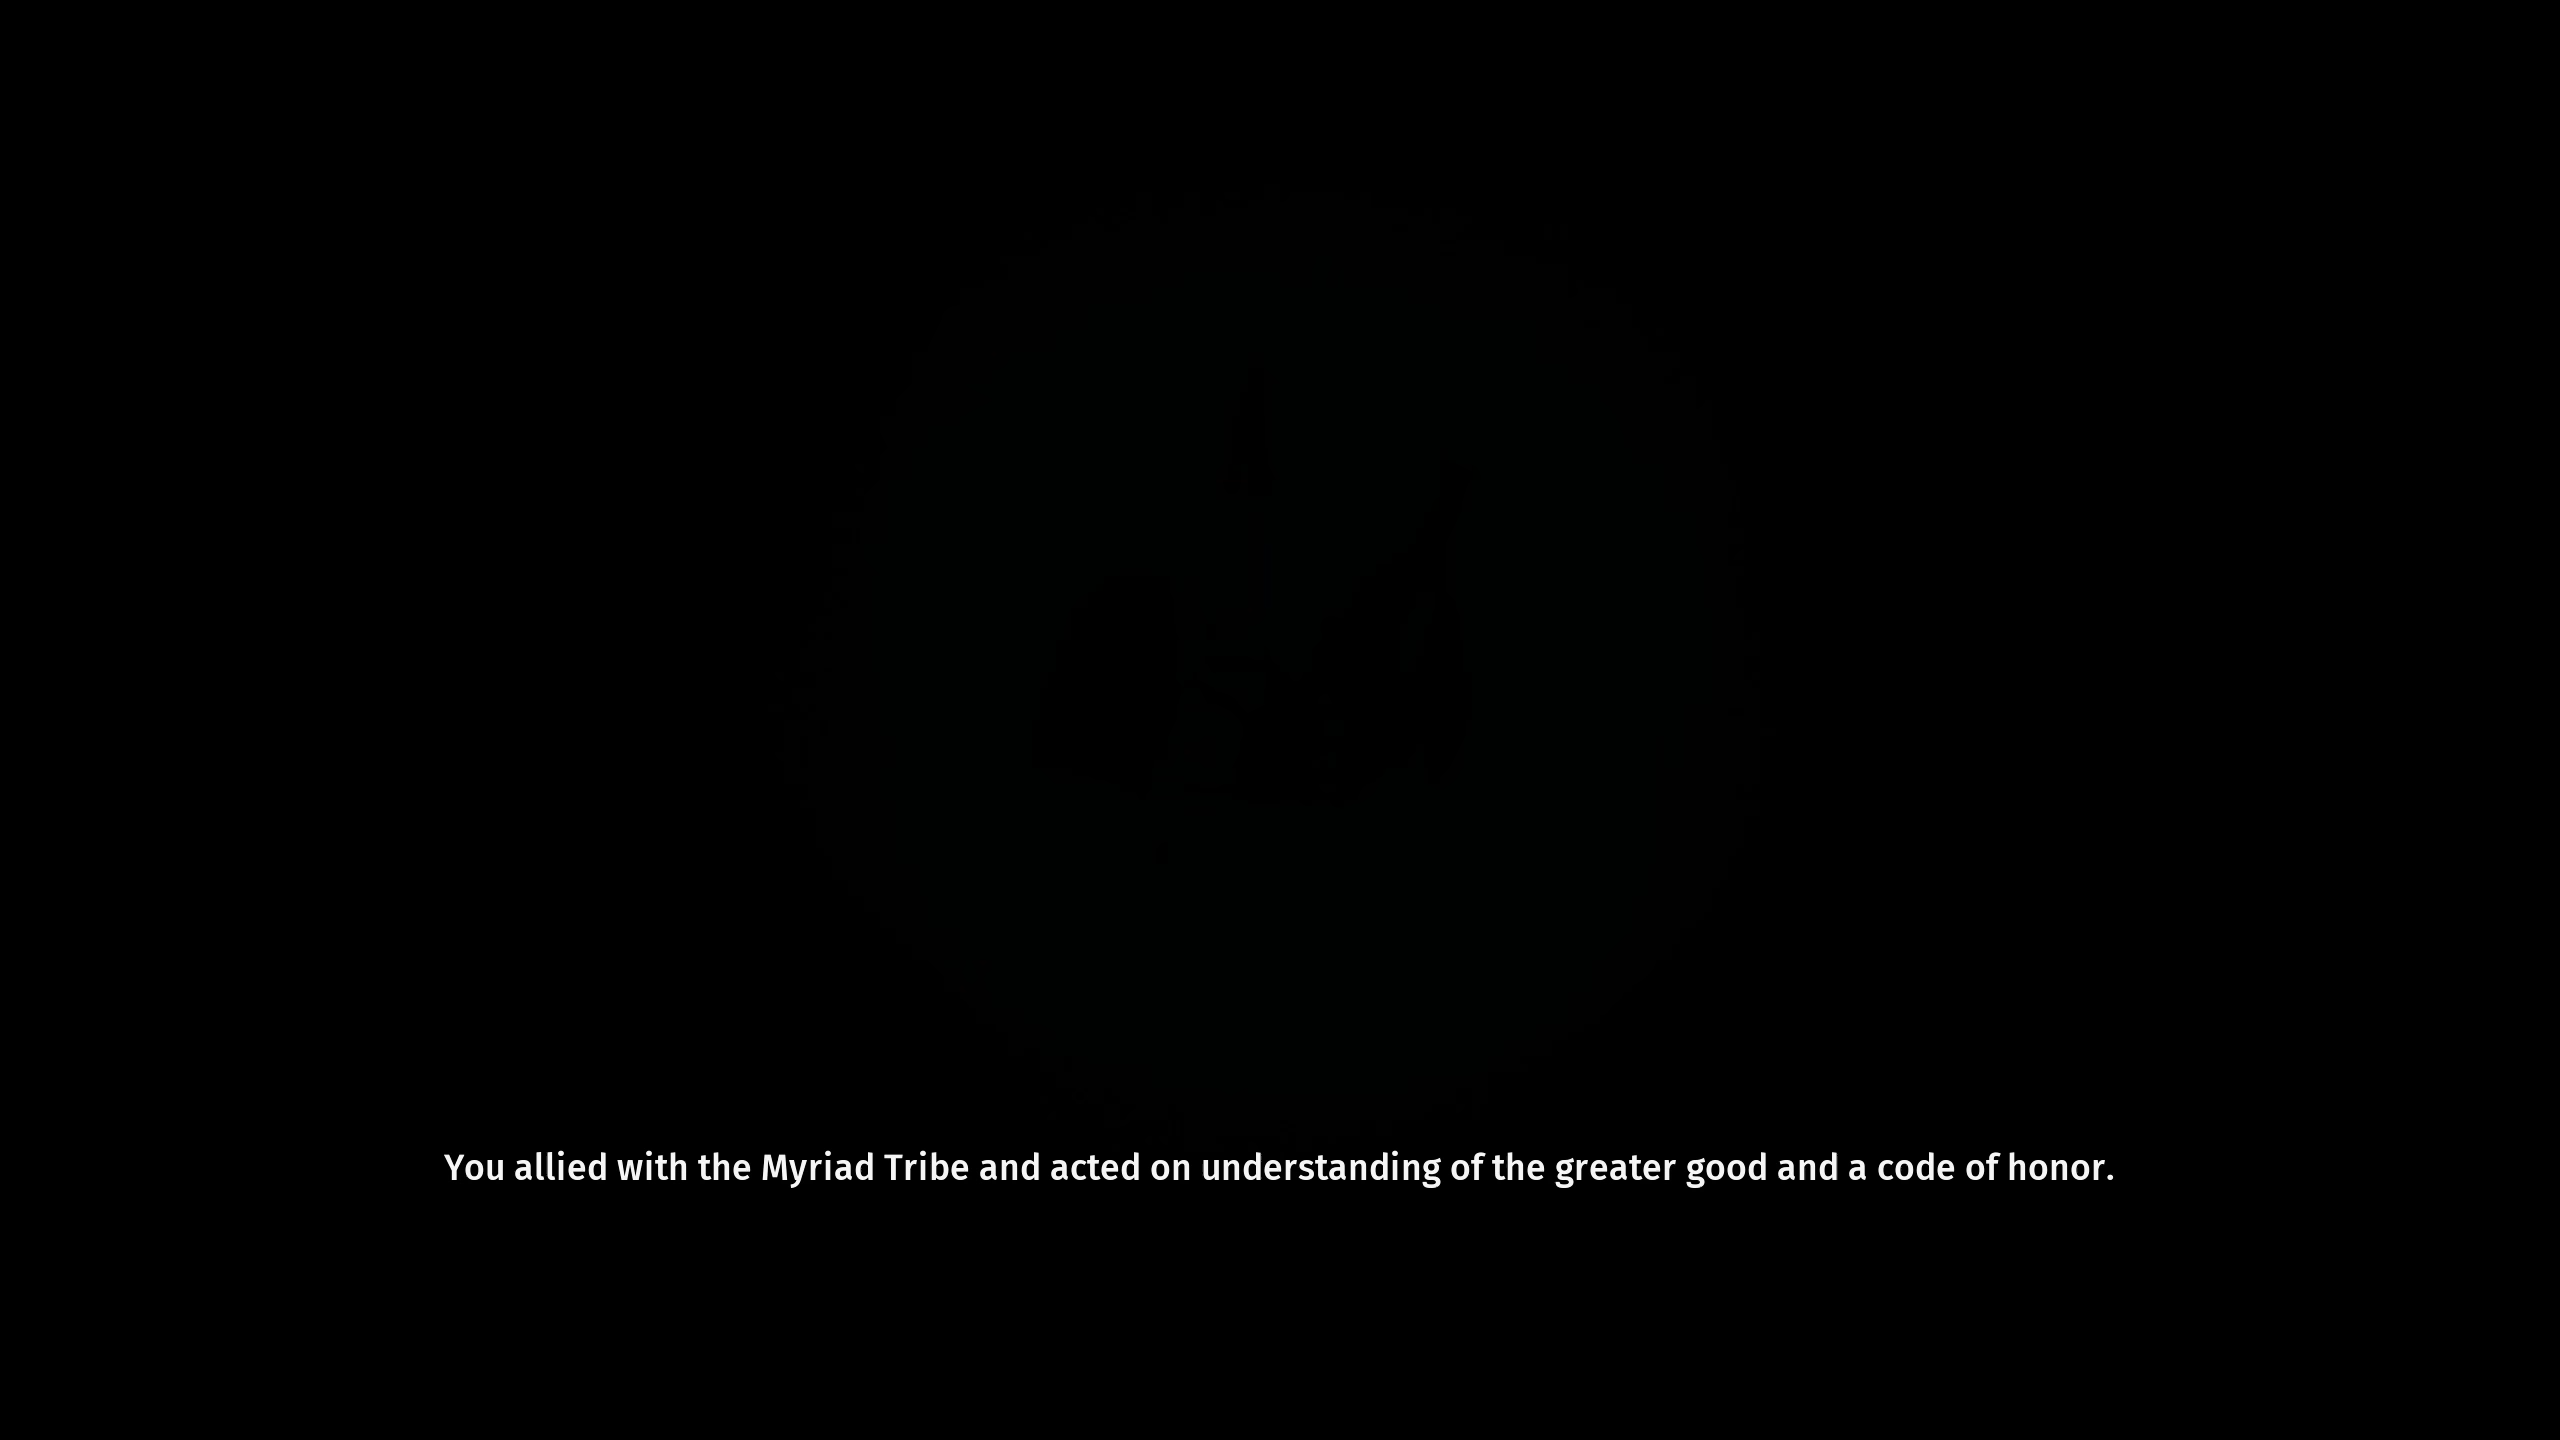 You allied with the Myriad Tribe and acted on understanding of the greater good and a code of honor.